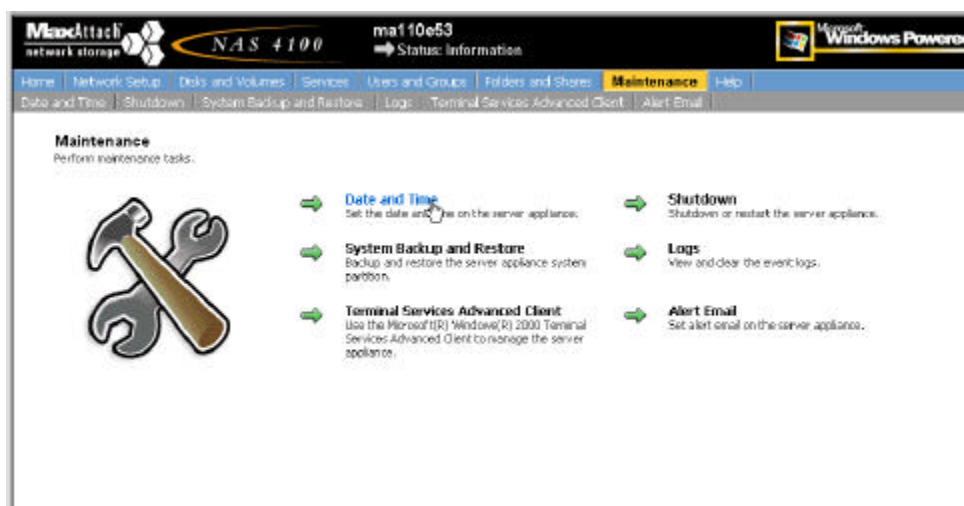 MaxAttach
network storage
NAS 4100
ma110e53
Status: Information
Microsoft
Windows Powered
Home | Network Setup | Disks and Volumes | Services | Users and Groups | Folders and Shares | Maintenance | Help |
Date and Time | Shutdown | System Backup and Restore | Logs | Terminal Services Advanced Client | Alert Email |
Maintenance
Perform maintenance tasks.
Date and Time
Set the date and time on the server appliance.
System Backup and Restore
Backup and restore the server appliance system
partition.
Terminal Services Advanced Client
Use the Microsoft(R) Windows(R) 2000 Terminal
Services Advanced Client to manage the server
appliance.
Shutdown
Shutdown or restart the server appliance.
Logs
View and clear the event logs.
Alert Email
Set alert email on the server appliance.